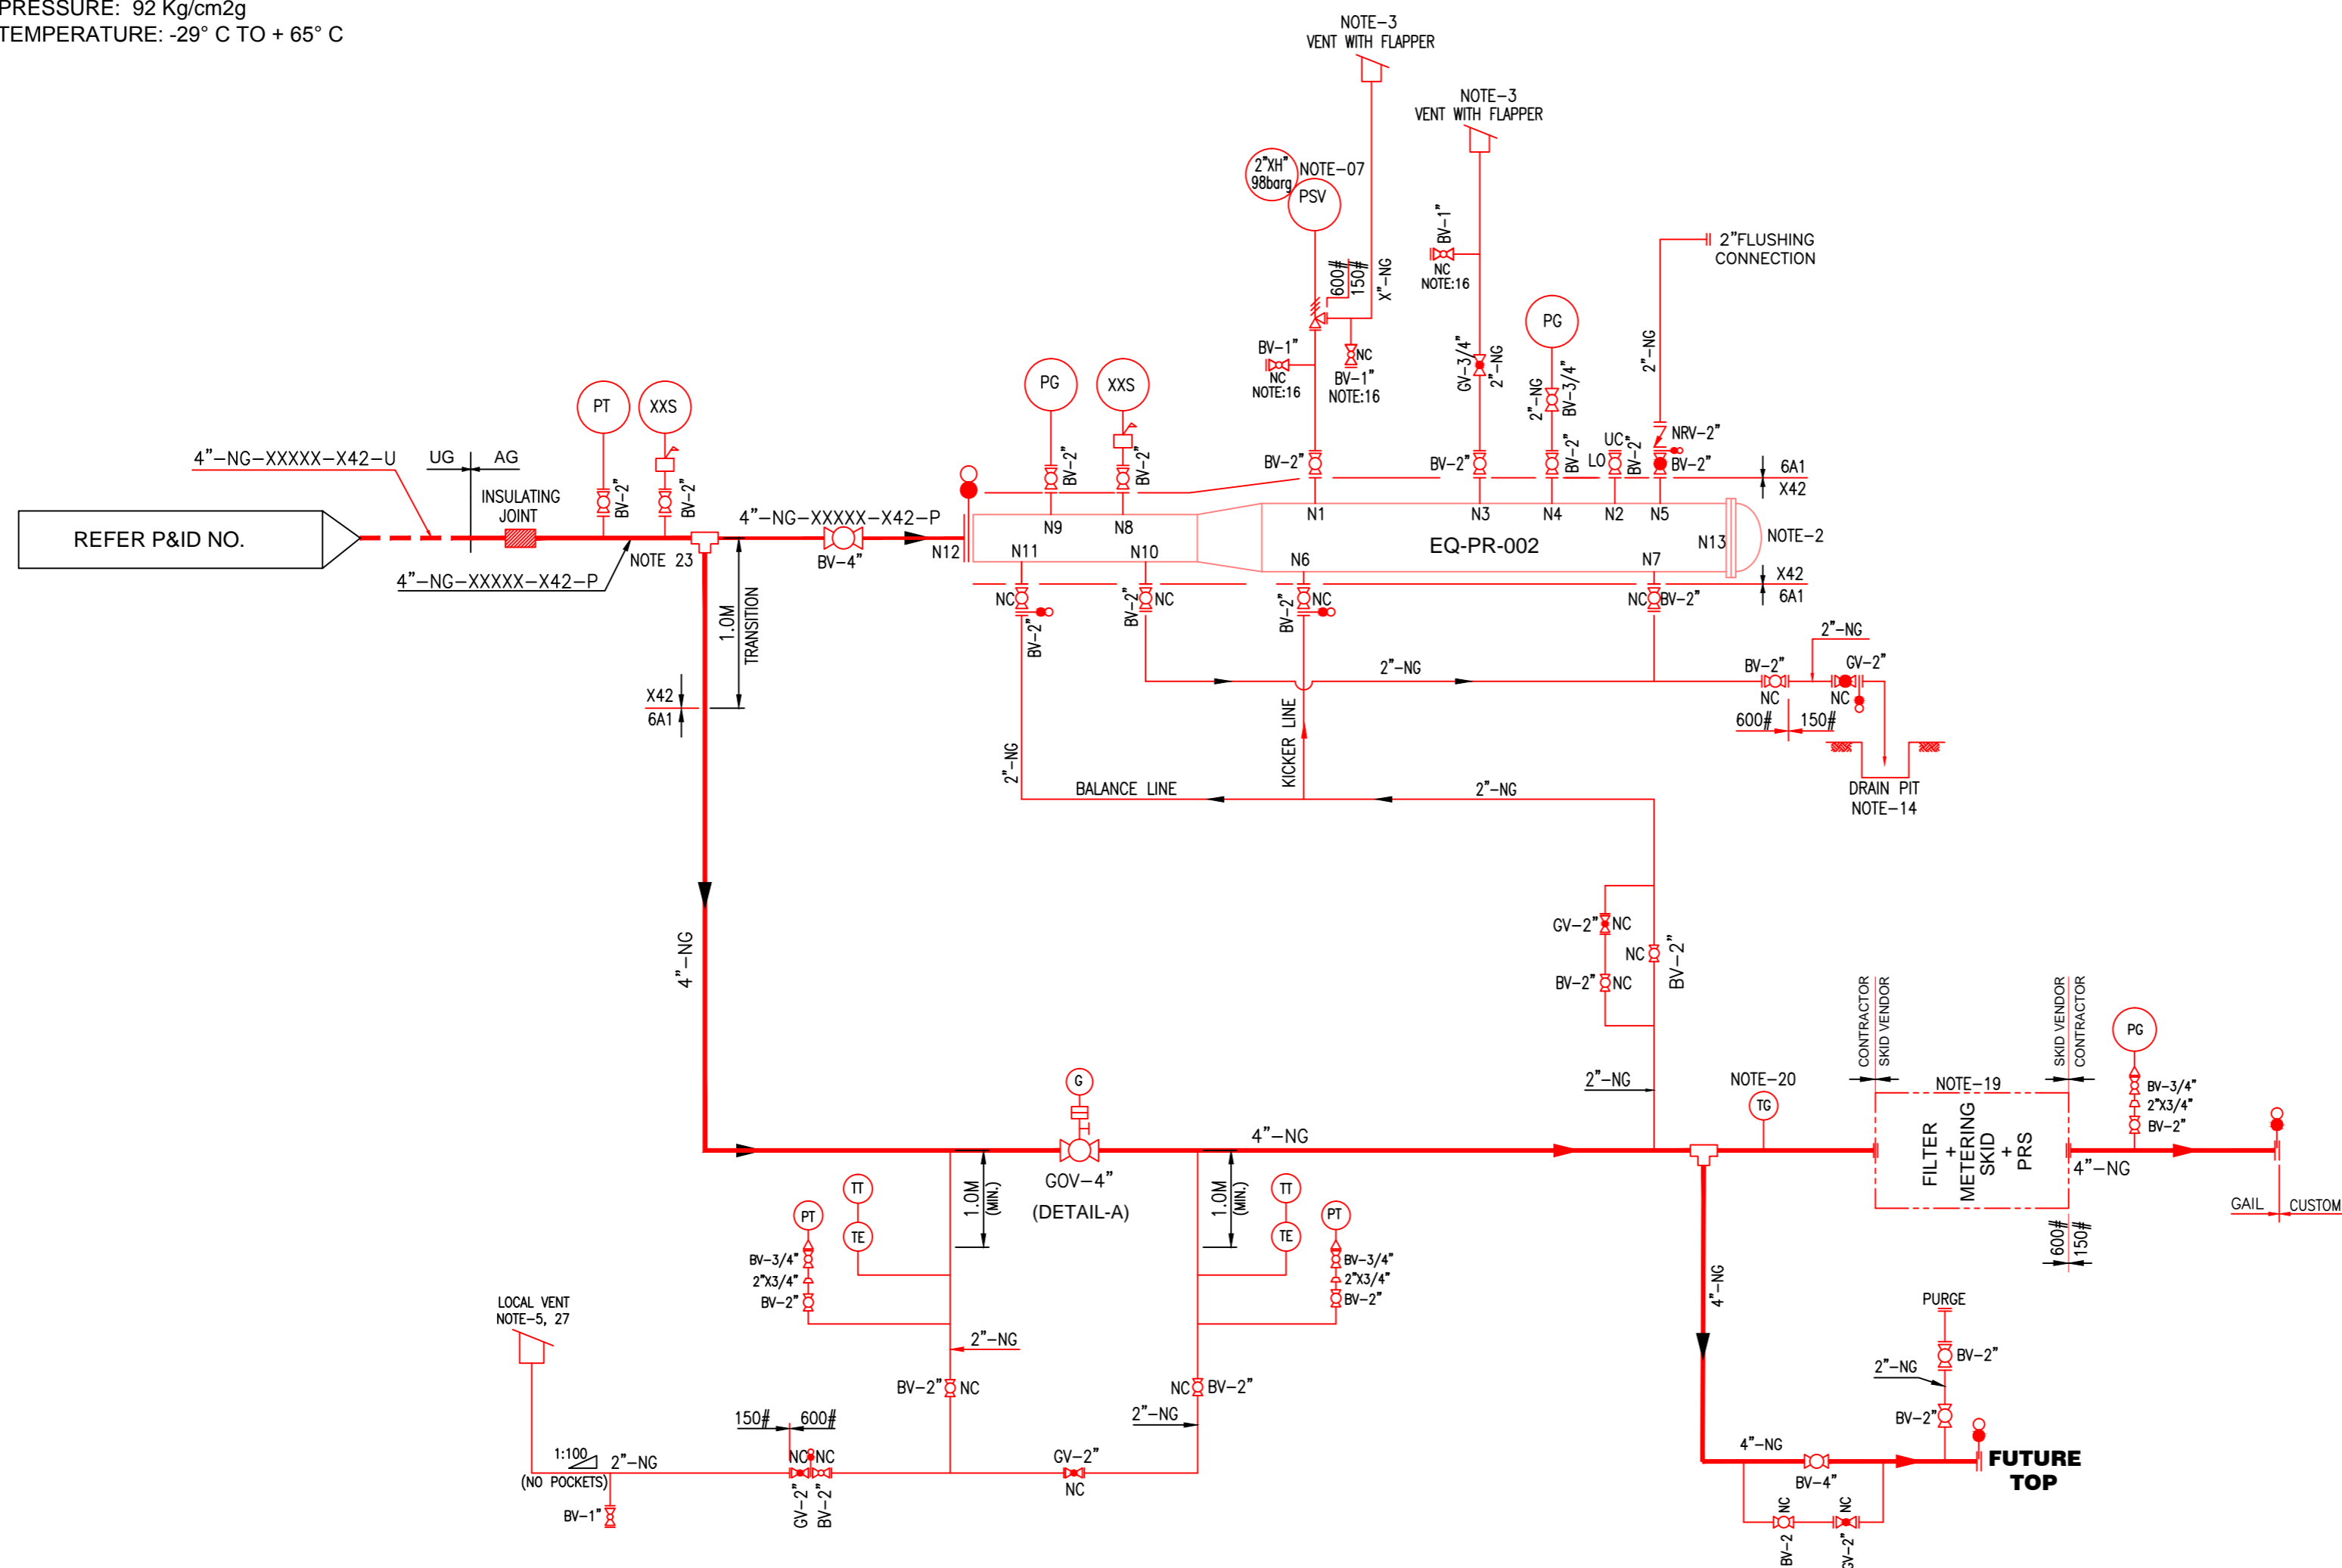 PRESSURE: 92 Kg/cm2g
TEMPERATURE: -29° C TO + 65° C
NOTE-3
VENT WITH FLAPPER
NOTE-3
VENT WITH FLAPPER
2"XH"
98barg
NOTE-07
PSV
BV-1"
NC
NOTE:16
600#
150#
X"-NG
2"FLUSHING
CONNECTION
PG
BV-1"
NC
NOTE:16
NC
BV-1"
NOTE:16
GV-3/4"
2"-NG
2"-NG
BV-3/4"
2"-NG
PT
XXS
PG
XXS
NRV-2"
UC
LO
BV-2"
BV-2"
BV-2"
BV-2"
BV-2"
BV-2"
BV-2"
BV-2"
BV-2"
6A1
X42
4"-NG-XXXXX-X42-U
UG
AG
INSULATING
JOINT
REFER P&ID NO.
4"-NG-XXXXX-X42-P
NOTE 23
4"-NG-XXXXX-X42-P
BV-4"
N12
N9
N8
N11
N10
N1
N3
N4
N2
N5
EQ-PR-002
N6
N7
N13
NOTE-2
X42
6A1
1.0M
TRANSITION
NC
BV-2"
BV-2"
NC
BV-2"
NC
NC
BV-2"
X42
6A1
2"-NG
2"-NG
BV-2"
NC
GV-2"
NC
600#
150#
DRAIN PIT
NOTE-14
2"-NG
KICKER LINE
BALANCE LINE
2"-NG
4"-NG
GV-2"
NC
BV-2"
NC
NC
BV-2"
2"-NG
CONTRACTOR
SKID VENDOR
SKID VENDOR
CONTRACTOR
NOTE-19
FILTER
+
METERING
SKID
+
PRS
NOTE-20
TG
PG
BV-3/4"
2"X3/4"
BV-2"
4"-NG
GAIL
CUSTOM
600#
150#
G
GOV-4"
(DETAIL-A)
4"-NG
1.0M
(MIN.)
1.0M
(MIN.)
TT
TE
PT
BV-3/4"
2"X3/4"
BV-2"
TT
TE
PT
BV-3/4"
2"X3/4"
BV-2"
2"-NG
BV-2"
NC
NC
BV-2"
2"-NG
LOCAL VENT
NOTE-5, 27
150#
600#
1:100
2"-NG
(NO POCKETS)
BV-1"
NC
NC
GV-2"
BV-2"
GV-2"
NC
4"-NG
PURGE
BV-2"
2"-NG
BV-2"
4"-NG
BV-4"
FUTURE
TOP
NC
NC
BV-2
GV-2"